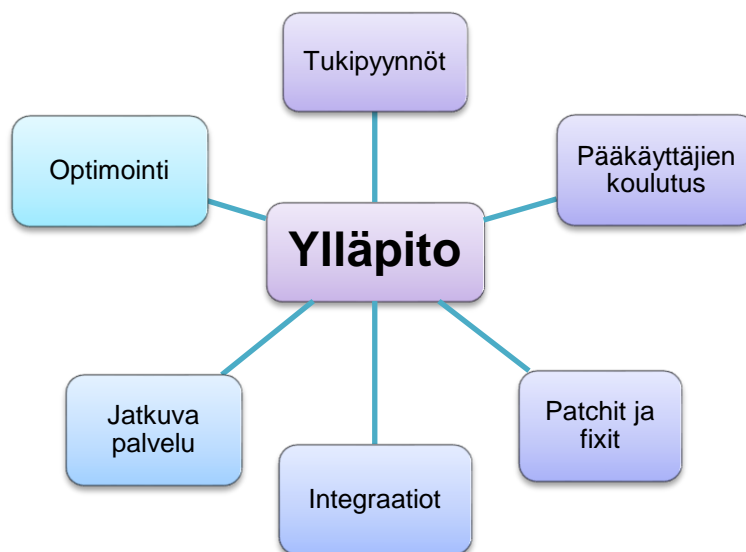 Tukipyynnöt
Optimointi
Pääkäyttäjien
koulutus
Ylläpito
Jatkuva
palvelu
Patchit ja
fixit
Integraatiot